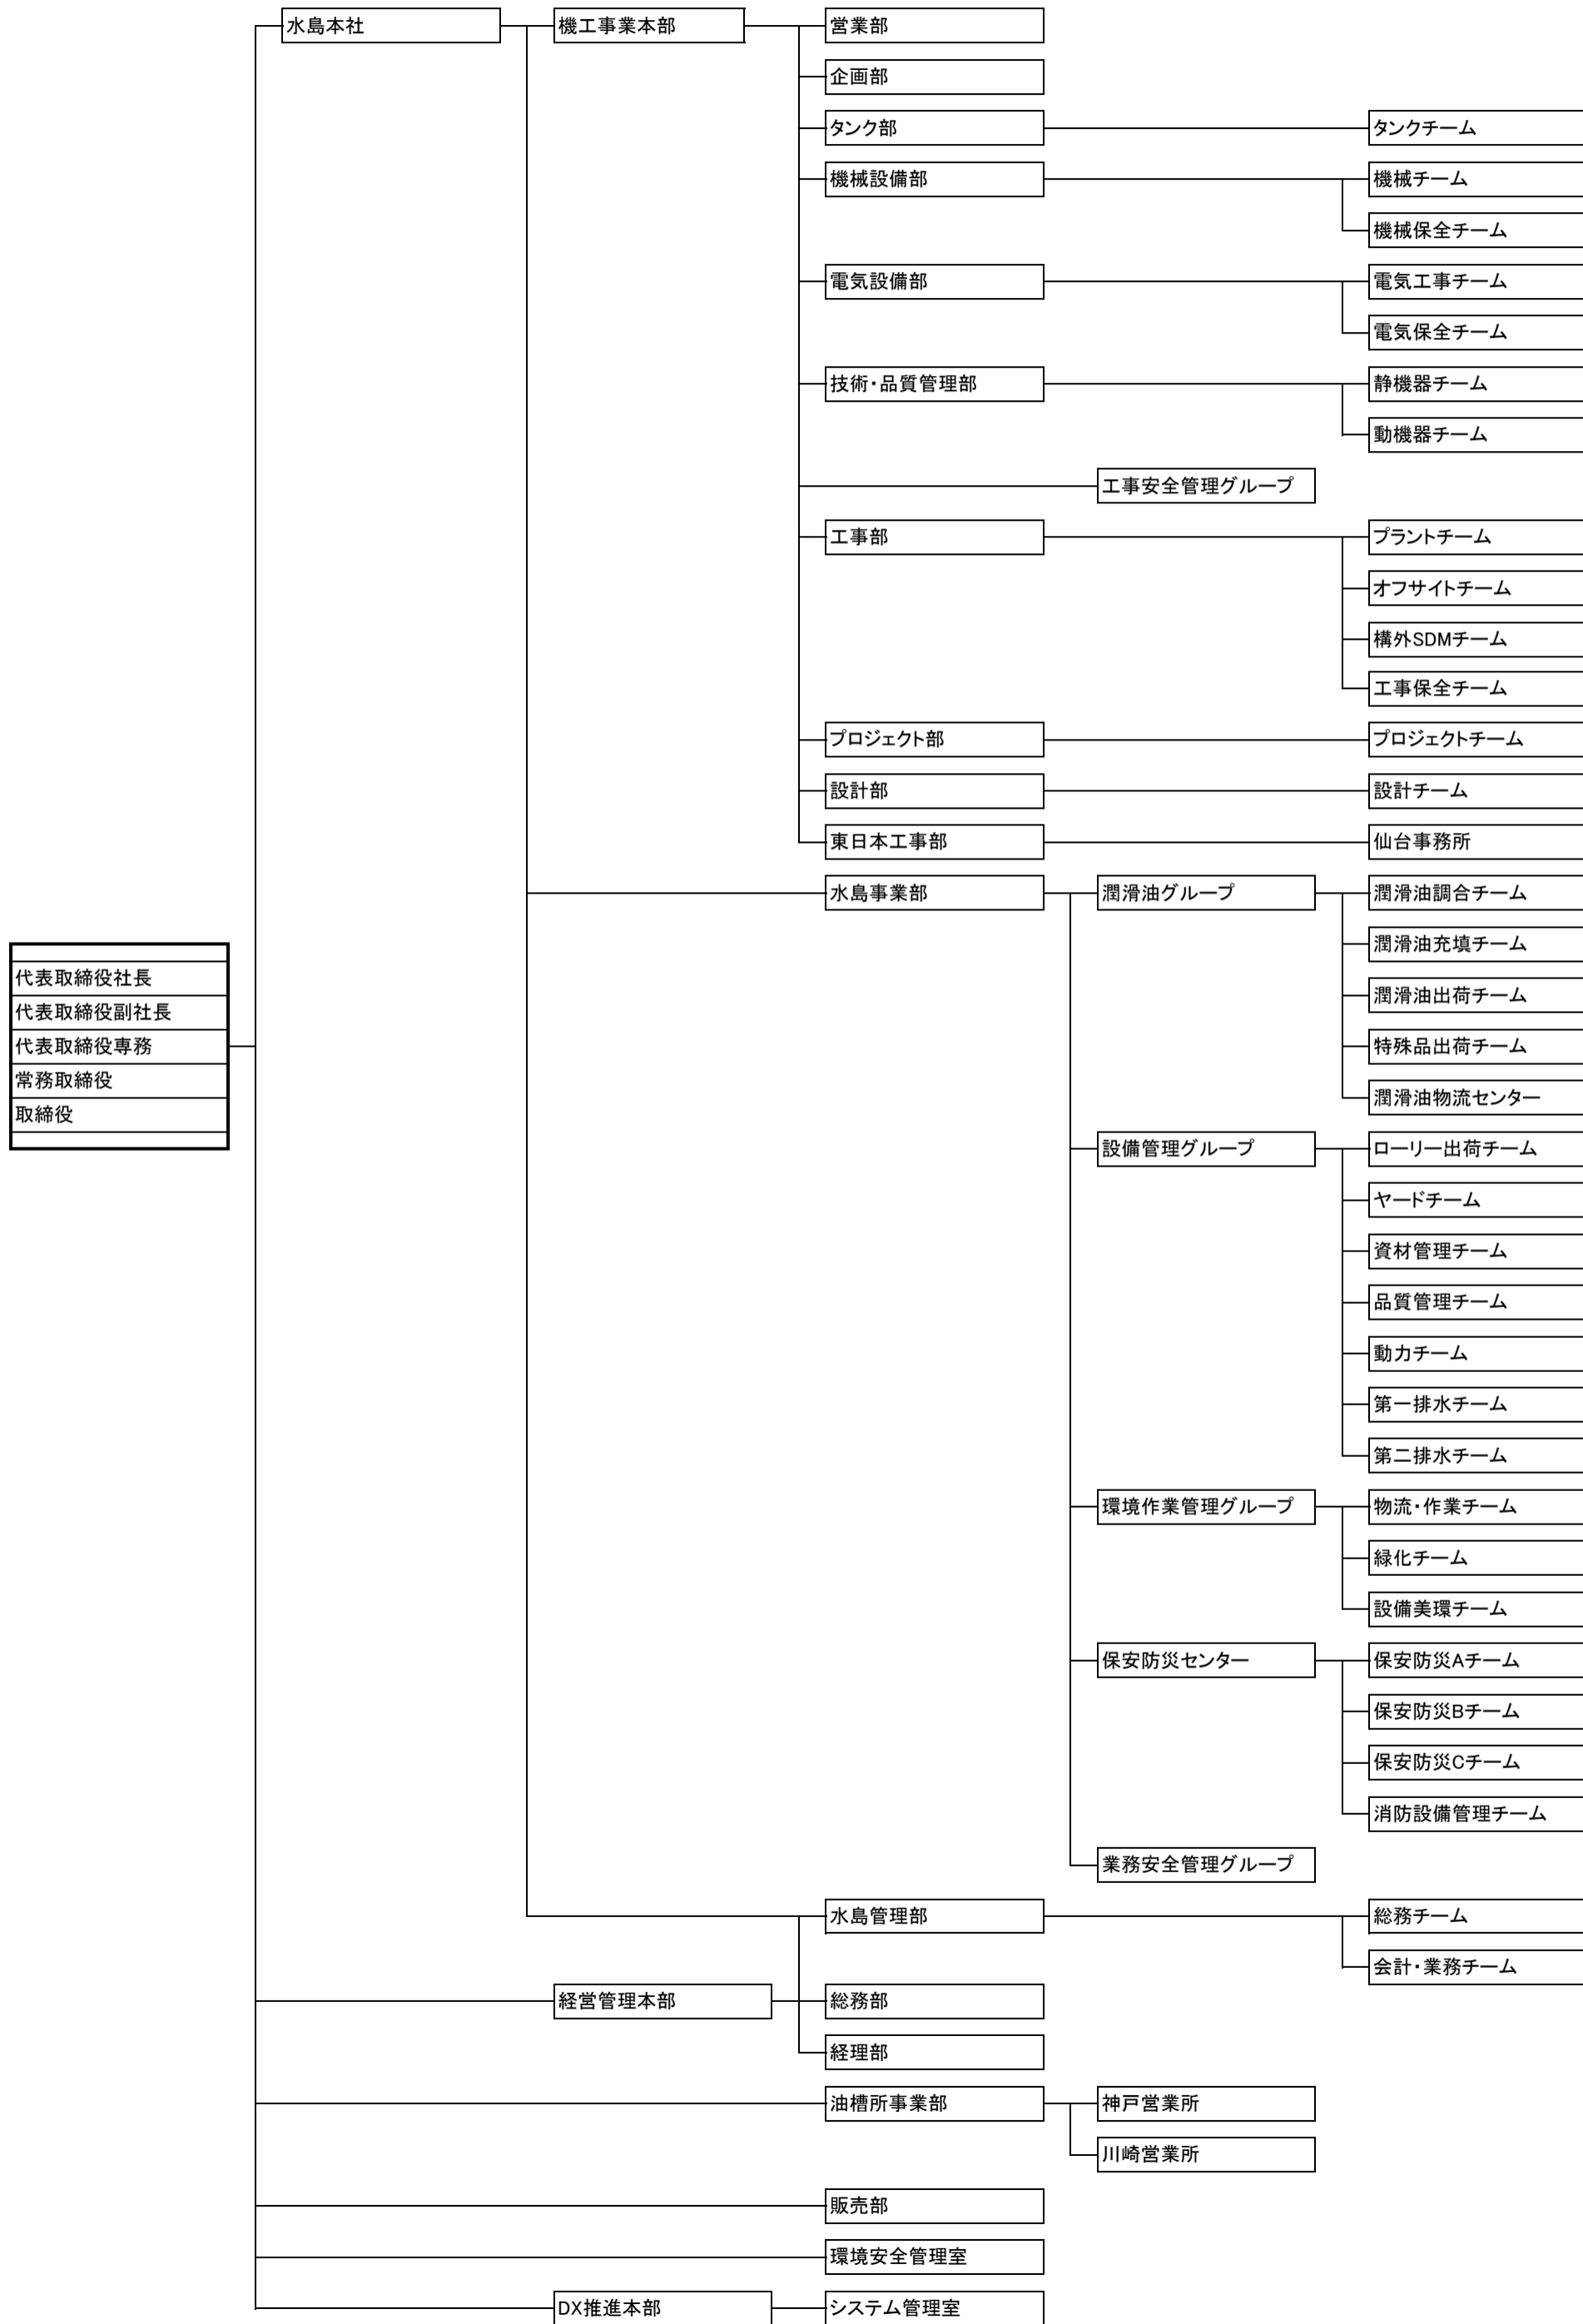 水島本社
機工事業本部
営業部
企画部
タンク部
タンクチーム
機械設備部
機械チーム
機械保全チーム
電気設備部
電気工事チーム
電気保全チーム
技術・品質管理部
静機器チーム
動機器チーム
工事安全管理グループ
工事部
プラントチーム
オフサイトチーム
構外SDMチーム
工事保全チーム
プロジェクト部
プロジェクトチーム
設計部
設計チーム
東日本工事部
仙台事務所
水島事業部
潤滑油グループ
潤滑油調合チーム
潤滑油充填チーム
代表取締役社長
代表取締役副社長
代表取締役専務
常務取締役
取締役
潤滑油出荷チーム
特殊品出荷チーム
潤滑油物流センター
設備管理グループ
ローリー出荷チーム
ヤードチーム
資材管理チーム
品質管理チーム
動力チーム
第一排水チーム
第二排水チーム
環境作業管理グループ
物流・作業チーム
緑化チーム
設備美環チーム
保安防災センター
保安防災Aチーム
保安防災Bチーム
保安防災Cチーム
消防設備管理チーム
業務安全管理グループ
水島管理部
総務チーム
会計・業務チーム
経営管理本部
総務部
経理部
油槽所事業部
神戸営業所
川崎営業所
販売部
環境安全管理室
DX推進本部
システム管理室